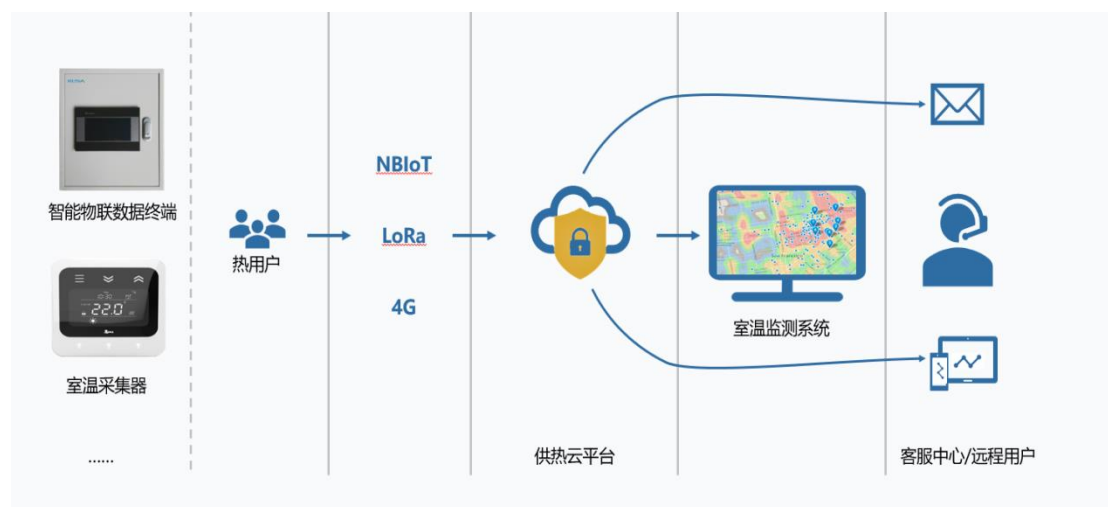 智能物联数据终端
22.0
室温采集器
……
热用户
NBIoT
LoRa
4G
供热云平台
室温监测系统
客服中心/远程用户